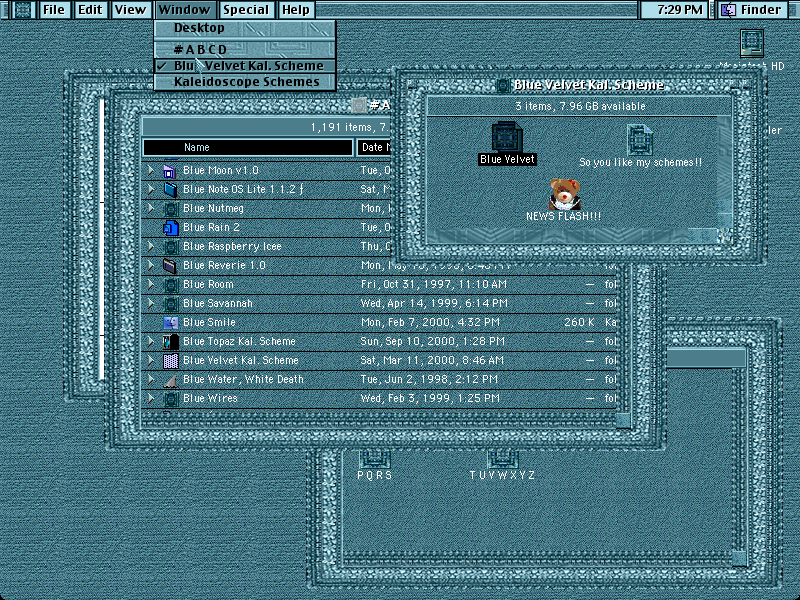 File Edit View Window Special Help 7:29 PM Finder
Desktop
#ABCD
✓ Blue Velvet Kal. Scheme
Kaleidoscope Schemes
HD
Blue Velvet Kal. Scheme
3 items, 7.96 GB available
Blue Velvet
So you like my schemes!!
NEWS FLASH!!!
#A
1,191 items, 7.
Name Date
Blue Moon v1.0 Tue, O
Blue Note OS Lite 1.1.2 ƒ Sat, M
Blue Nutmeg Mon,
Blue Rain 2 Tue, O
Blue Raspberry Icee Thu, O
Blue Reverie 1.0 Mon,
Blue Room Fri, Oct 31, 1997, 11:10 AM — fol
Blue Savannah Wed, Apr 14, 1999, 6:14 PM — fol
Blue Smile Mon, Feb 7, 2000, 4:32 PM 260 K Ka
Blue Topaz Kal. Scheme Sun, Sep 10, 2000, 1:28 PM — fol
Blue Velvet Kal. Scheme Sat, Mar 11, 2000, 8:46 AM — fol
Blue Water, White Death Tue, Jun 2, 1998, 2:12 PM — fol
Blue Wires Wed, Feb 3, 1999, 1:25 PM — fol
PQRS
TUVWXYZ